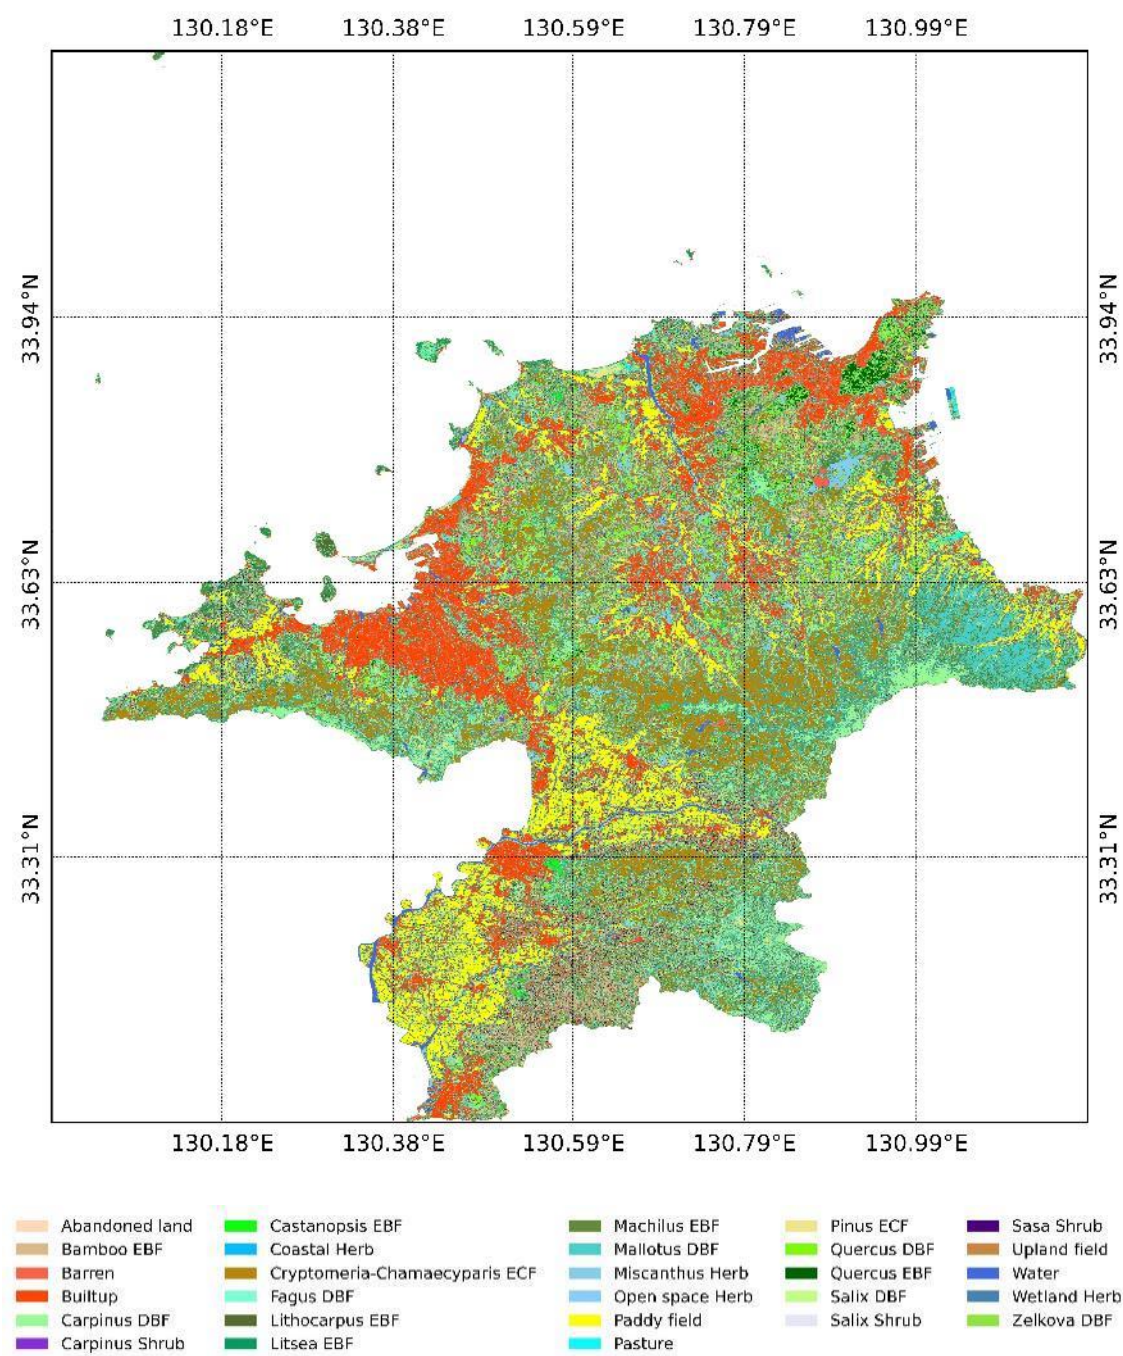 130.18°E 130.38°E 130.59°E 130.79°E 130.99°E
33.94°N 33.94°N
33.63°N 33.63°N
33.31°N 33.31°N
130.18°E 130.38°E 130.59°E 130.79°E 130.99°E
Abandoned land Castanopsis EBF Machilus EBF Pinus ECF Sasa Shrub
Bamboo EBF Coastal Herb Mallotus DBF Quercus DBF Upland field
Barren Cryptomeria-Chamaecyparis ECF Miscanthus Herb Quercus EBF Water
Builtup Fagus DBF Open space Herb Salix DBF Wetland Herb
Carpinus DBF Lithocarpus EBF Paddy field Salix Shrub Zelkova DBF
Carpinus Shrub Litsea EBF Pasture